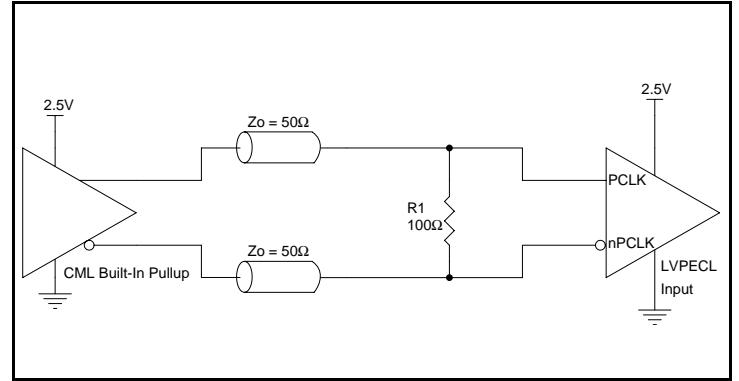 2.5V
2.5V
Zo = 50Ω
PCLK
R1
100Ω
nPCLK
Zo = 50Ω
CML Built-In Pullup
LVPECL
Input